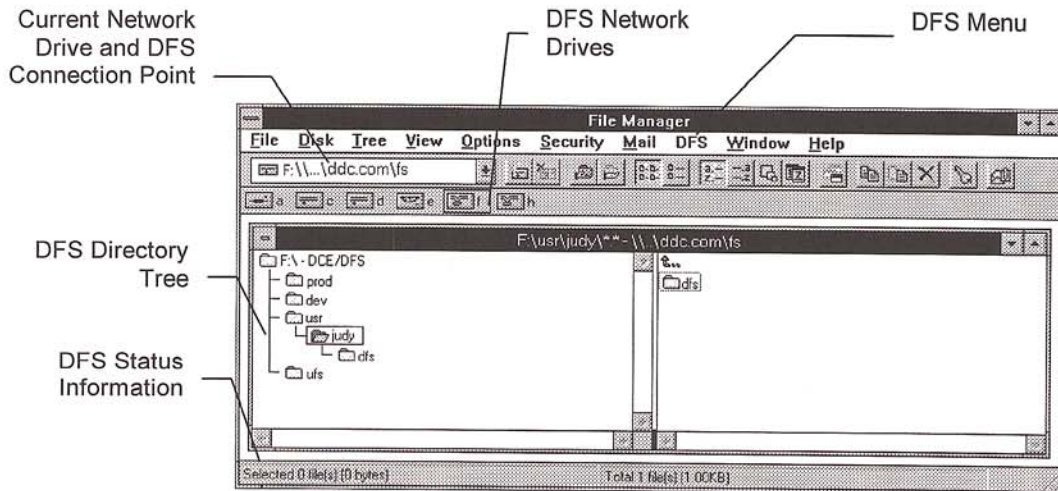 Current Network
Drive and DFS
Connection Point
DFS Network
Drives
DFS Menu
File Manager
File Disk Tree View Options Security Mail DFS Window Help
F:\\...\ddc.com\fs
a c d e f h
F:\usr\judy\**- \\..\ddc.com\fs
DFS Directory
Tree
F:\ - DCE/DFS
prod
dev
usr
judy
dfs
ufs
dfs
DFS Status
Information
Selected 0 file(s) (0 bytes)
Total 1 file(s) (1.00KB)